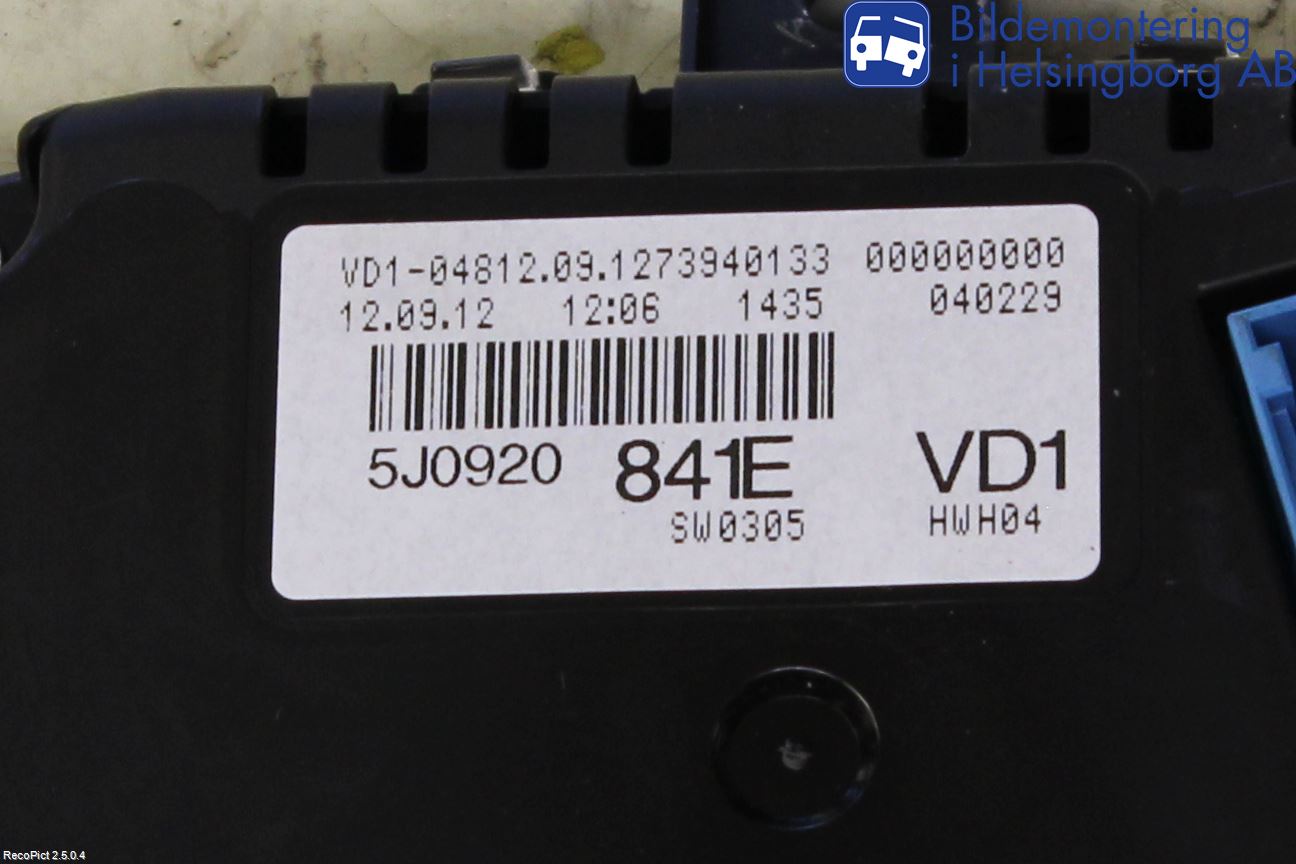 Bildemontering
i Helsingborg AB
VD1-04812.09.1273940133 000000000
12.09.12 12:06 1435 040229
5J0920 841E VD1
SW0305 HWH04
RecoPict 2.5.0.4